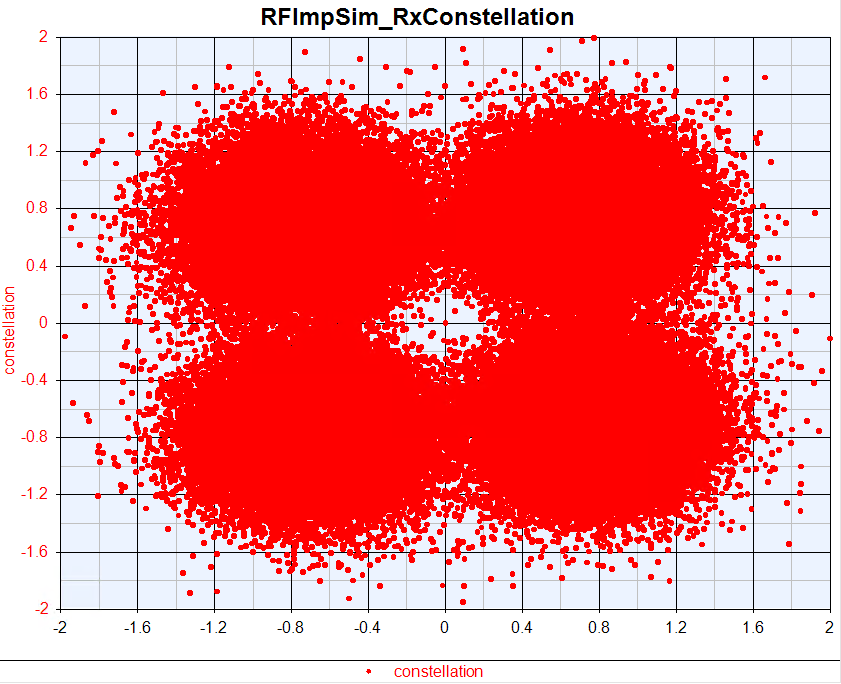 RFImpSim_RxConstellation
2
1.6
1.2
0.8
0.4
0
-0.4
-0.8
-1.2
-1.6
-2
constellation
-2 -1.6 -1.2 -0.8 -0.4 0 0.4 0.8 1.2 1.6 2
constellation